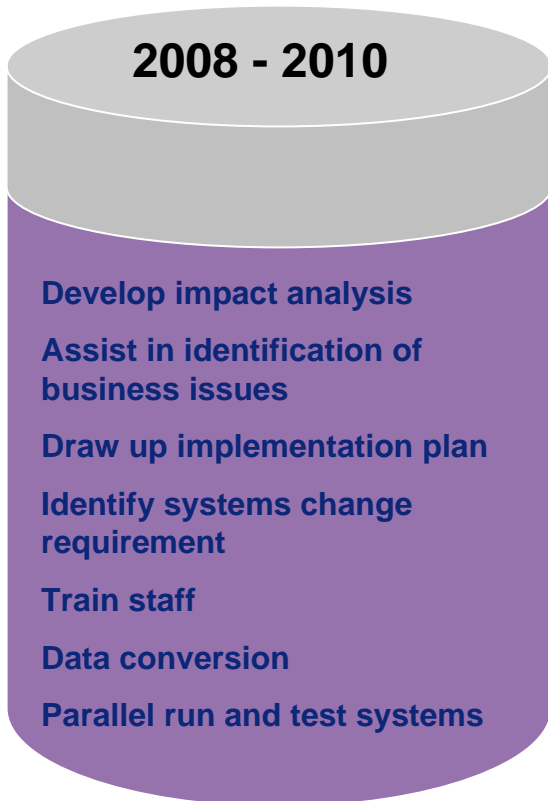 2008 - 2010
Develop impact analysis
Assist in identification of
business issues
Draw up implementation plan
Identify systems change
requirement
Train staff
Data conversion
Parallel run and test systems